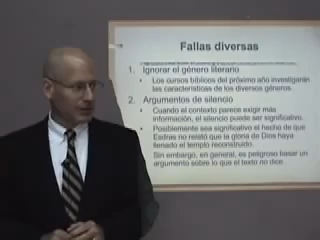 Fallas diversas
1. Ignorar el género literario
• Los cursos bíblicos del próximo año investigarán
las características de los diversos géneros.
2. Argumentos de silencio
• Cuando el contexto parece exigir más
información, el silencio puede ser significativo.
• Posiblemente sea significativo el hecho de que
Esdras no relató que la gloria de Dios haya
llenado el templo reconstruido.
Sin embargo, en general, es peligroso basar un
argumento sobre lo que el texto no dice.